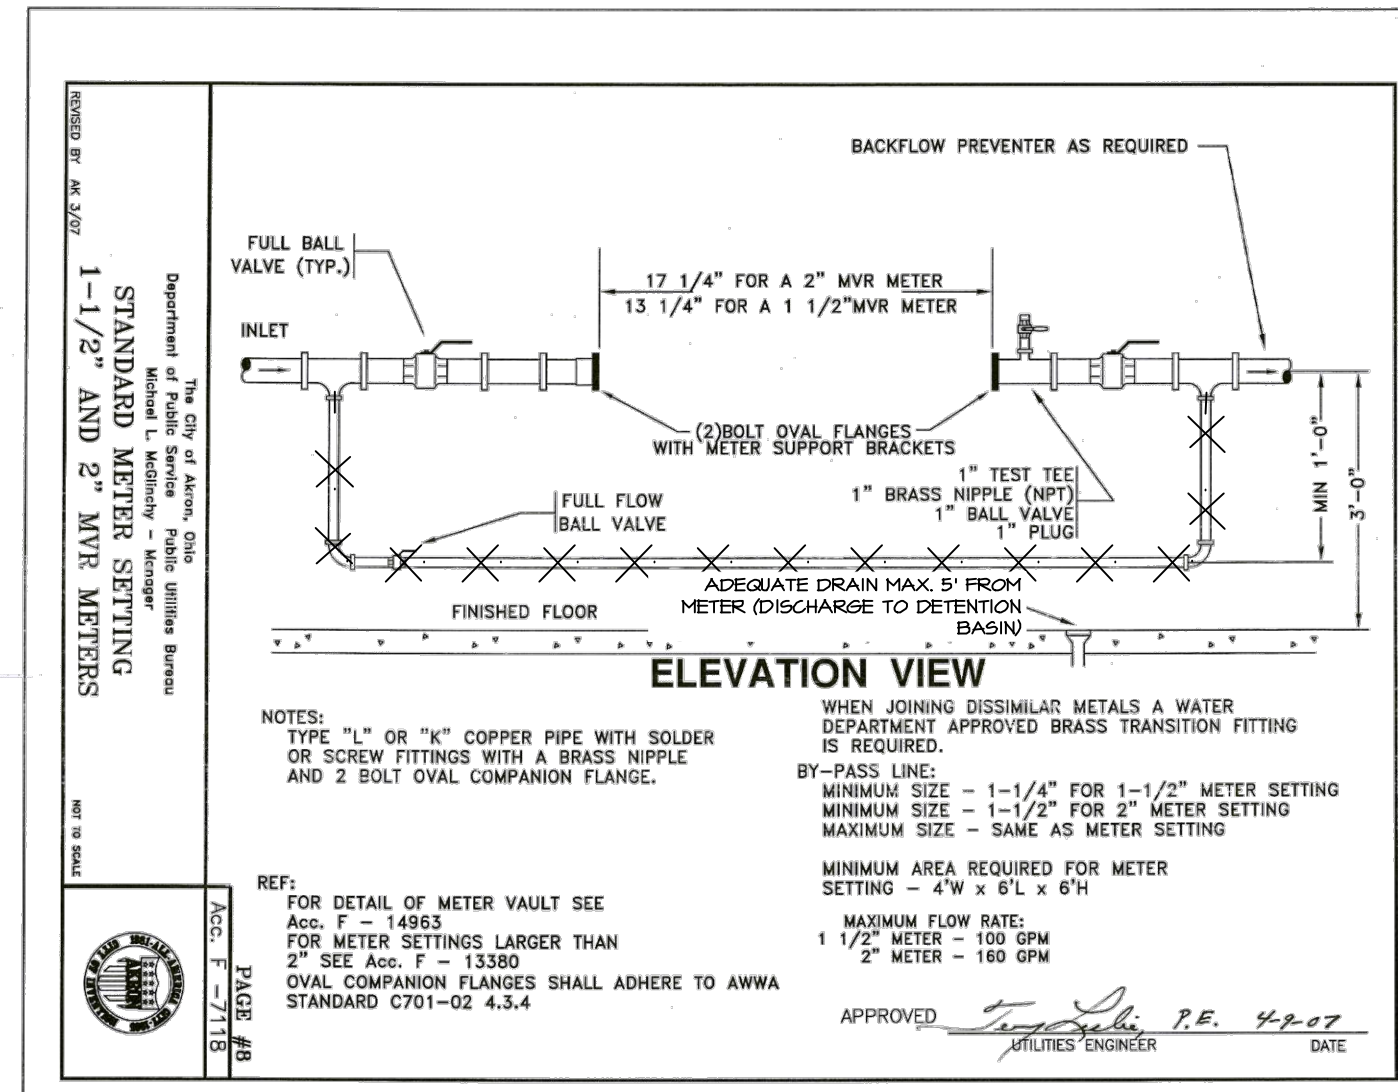 BACKFLOW PREVENTER AS REQUIRED
FULL BALL
VALVE (TYP.)
17 1/4" FOR A 2" MVR METER
13 1/4" FOR A 1 1/2"MVR METER
INLET
(2)BOLT OVAL FLANGES
WITH METER SUPPORT BRACKETS
1" TEST TEE
1" BRASS NIPPLE (NPT)
1" BALL VALVE
1" PLUG
FULL FLOW
BALL VALVE
1'-0" MIN
3'-0"
ADEQUATE DRAIN MAX. 5' FROM
METER (DISCHARGE TO DETENTION
BASIN)
FINISHED FLOOR
ELEVATION VIEW
NOTES:
TYPE "L" OR "K" COPPER PIPE WITH SOLDER
OR SCREW FITTINGS WITH A BRASS NIPPLE
AND 2 BOLT OVAL COMPANION FLANGE.
WHEN JOINING DISSIMILAR METALS A WATER
DEPARTMENT APPROVED BRASS TRANSITION FITTING
IS REQUIRED.
BY-PASS LINE:
MINIMUM SIZE - 1-1/4" FOR 1-1/2" METER SETTING
MINIMUM SIZE - 1-1/2" FOR 2" METER SETTING
MAXIMUM SIZE - SAME AS METER SETTING
MINIMUM AREA REQUIRED FOR METER
SETTING - 4'W x 6'L x 6'H
MAXIMUM FLOW RATE:
1 1/2" METER - 100 GPM
2" METER - 160 GPM
REF:
FOR DETAIL OF METER VAULT SEE
Acc. F - 14963
FOR METER SETTINGS LARGER THAN
2" SEE Acc. F - 13380
OVAL COMPANION FLANGES SHALL ADHERE TO AWWA
STANDARD C701-02 4.3.4
APPROVED Terry Leslie, P.E. 4-9-07
UTILITIES ENGINEER DATE
The City of Akron, Ohio
Department of Public Service Public Utilities Bureau
Michael L. McGlinchy - Manager
STANDARD METER SETTING
1-1/2" AND 2" MVR METERS
REVISED BY AK 3/07
NOT TO SCALE
PAGE #8
Acc. F-7118
AKRON